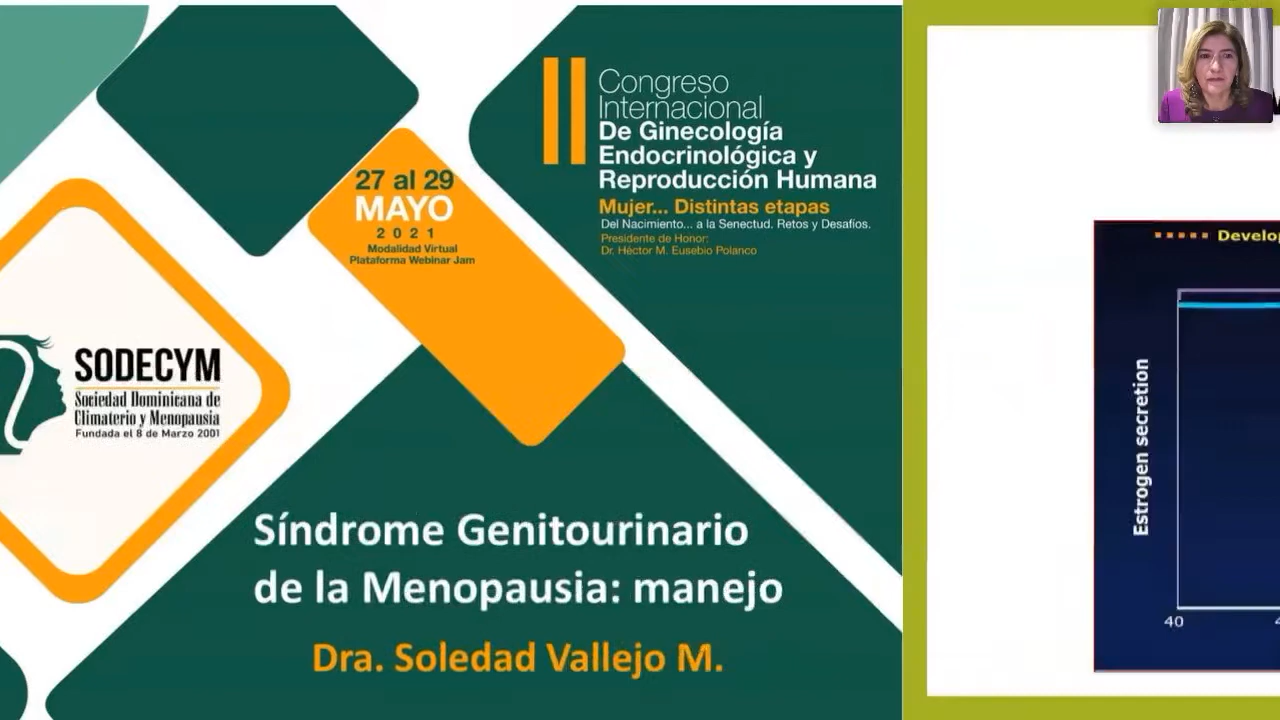 II
Congreso
Internacional
De Ginecología
Endocrinológica y
Reproducción Humana
Mujer... Distintas etapas
Del Nacimiento... a la Senectud. Retos y Desafíos.
Presidente de Honor:
Dr. Héctor M. Eusebio Polanco
27 al 29
MAYO
2021
Modalidad Virtual
Plataforma Webinar Jam
SODECYM
Sociedad Dominicana de
Climaterio y Menopausia
Fundada el 8 de Marzo 2001
Síndrome Genitourinario
de la Menopausia: manejo
Dra. Soledad Vallejo M.
Develop
Estrogen secretion
40